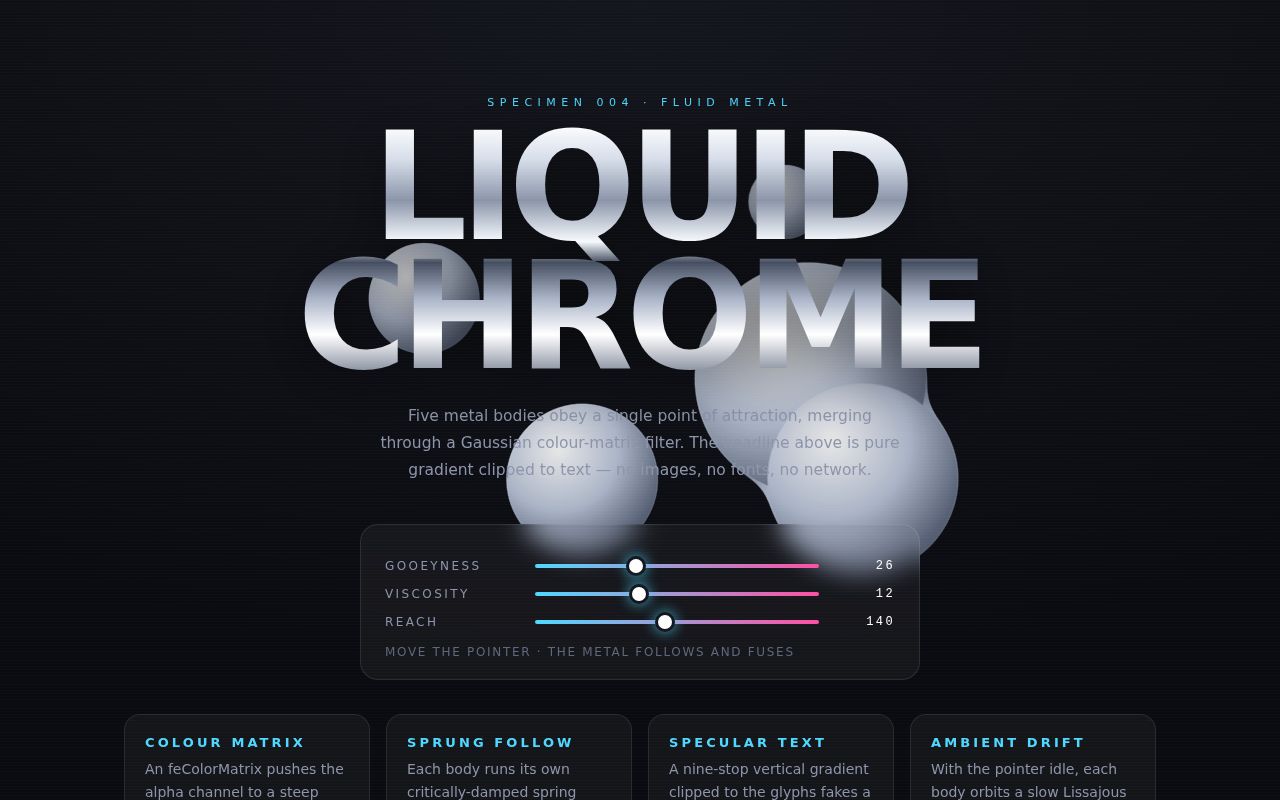 SPECIMEN 004 · FLUID METAL
LIQUID
CHROME
Five metal bodies obey a single point of attraction, merging
through a Gaussian colour-matrix filter. The headline above is pure
gradient clipped to text — no images, no fonts, no network.
GOOEYNESS 26
VISCOSITY 12
REACH 140
MOVE THE POINTER · THE METAL FOLLOWS AND FUSES
COLOUR MATRIX
An feColorMatrix pushes the
alpha channel to a steep
SPRUNG FOLLOW
Each body runs its own
critically-damped spring
SPECULAR TEXT
A nine-stop vertical gradient
clipped to the glyphs fakes a
AMBIENT DRIFT
With the pointer idle, each
body orbits a slow Lissajous